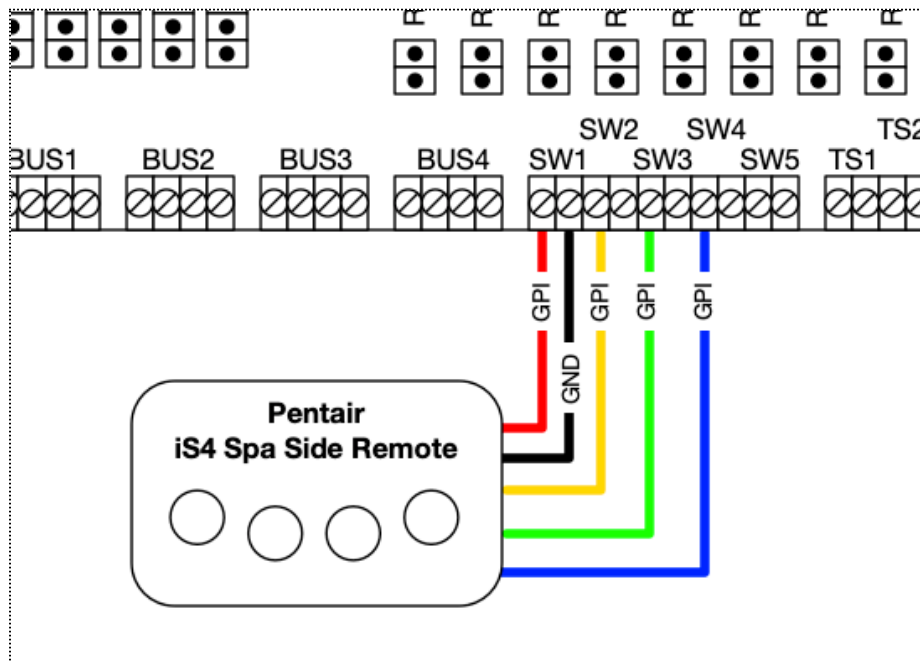 R R R R R R R R
SW2 SW4 TS2
BUS1 BUS2 BUS3 BUS4 SW1 SW3 SW5 TS1
GPI GPI GPI GPI
GND
Pentair
iS4 Spa Side Remote